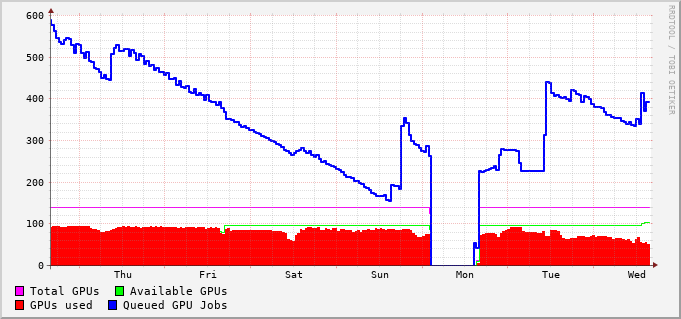 600
500
400
300
200
100
0
Thu Fri Sat Sun Mon Tue Wed
Total GPUs Available GPUs
GPUs used Queued GPU Jobs
RRDTOOL / TOBI OETIKER